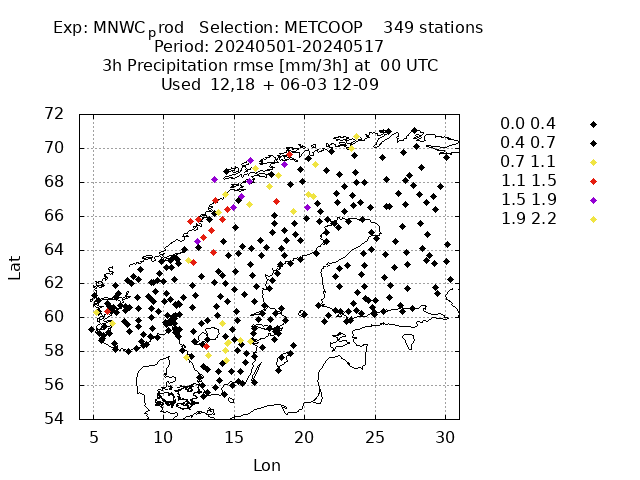 Exp: MNWC_prod   Selection: METCOOP    349 stations
Period: 20240501-20240517
3h Precipitation rmse [mm/3h] at  00 UTC
Used  12,18  + 06-03 12-09
72
70
68
66
64
62
60
58
56
54
Lat
5 10 15 20 25 30
Lon
0.0 0.4
0.4 0.7
0.7 1.1
1.1 1.5
1.5 1.9
1.9 2.2